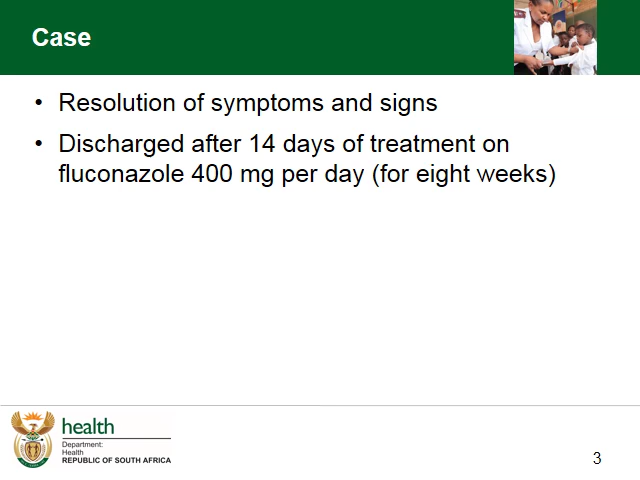 Case
• Resolution of symptoms and signs
• Discharged after 14 days of treatment on
fluconazole 400 mg per day (for eight weeks)
health
Department:
Health
REPUBLIC OF SOUTH AFRICA
3